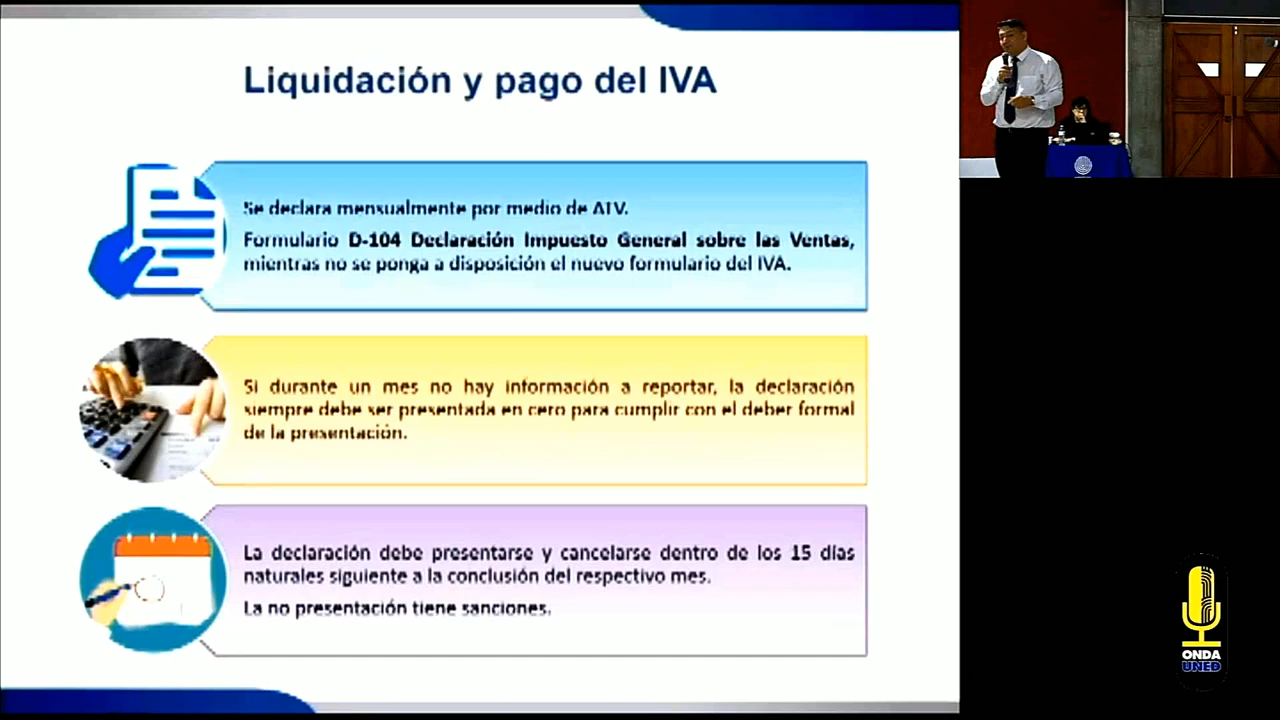 Liquidación y pago del IVA
Se declara mensualmente por medio de ATV.
Formulario D-104 Declaración Impuesto General sobre las Ventas,
mientras no se ponga a disposición el nuevo formulario del IVA.
Si durante un mes no hay información a reportar, la declaración
siempre debe ser presentada en cero para cumplir con el deber formal
de la presentación.
La declaración debe presentarse y cancelarse dentro de los 15 días
naturales siguiente a la conclusión del respectivo mes.
La no presentación tiene sanciones.
ONDA
UNED